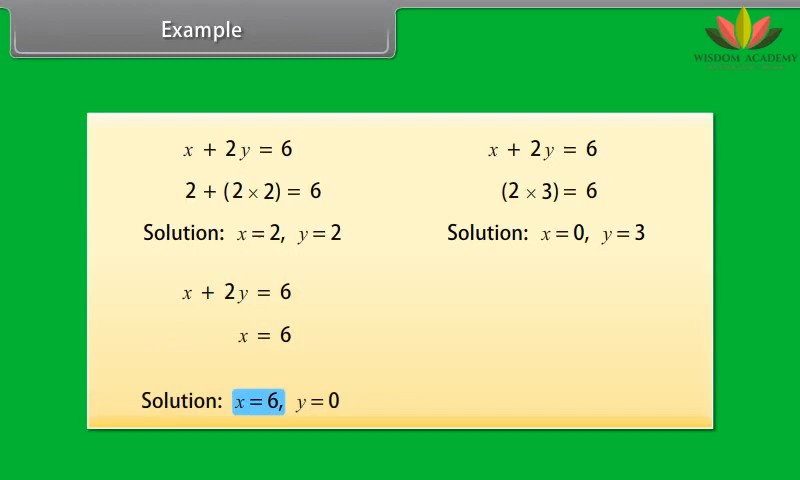 Example
WISDOM ACADEMY
x + 2y = 6
2 + (2 × 2) = 6
Solution: x = 2, y = 2
x + 2y = 6
(2 × 3) = 6
Solution: x = 0, y = 3
x + 2y = 6
x = 6
Solution: x = 6, y = 0